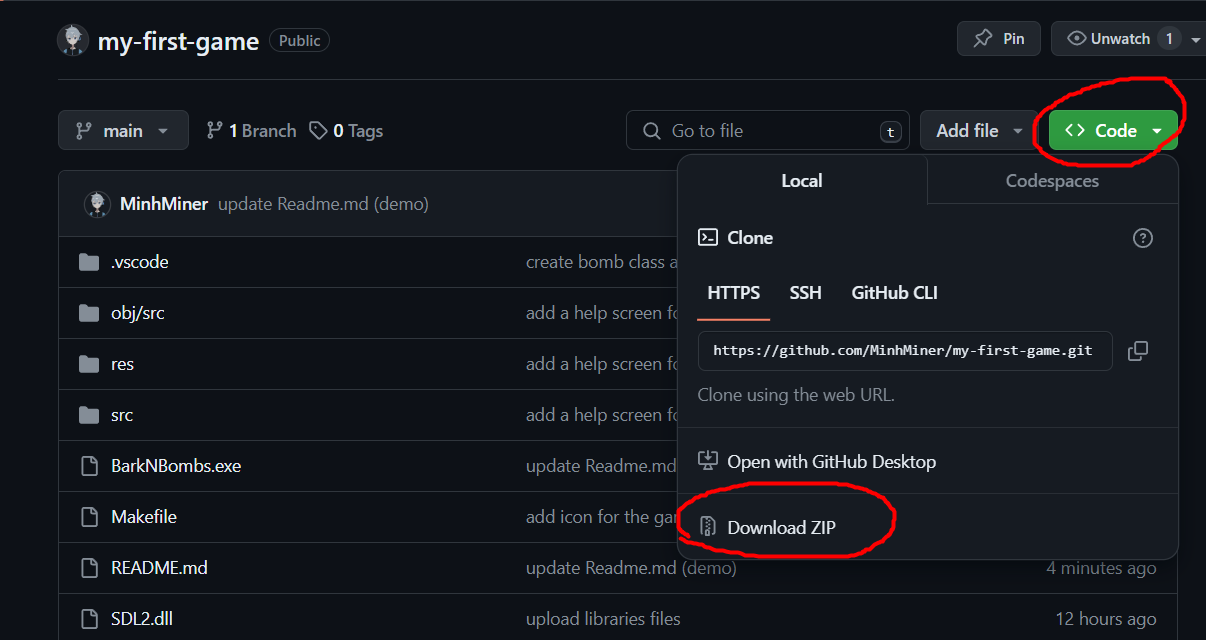 my-first-game Public Pin Unwatch 1
main 1 Branch 0 Tags Go to file t Add file Code
Local Codespaces
MinhMiner update Readme.md (demo)
Clone
.vscode create bomb class a
HTTPS SSH GitHub CLI
obj/src add a help screen fo
https://github.com/MinhMiner/my-first-game.git
res add a help screen fo
Clone using the web URL.
src add a help screen fo
Open with GitHub Desktop
BarkNBombs.exe update Readme.md
Makefile add icon for the gam
Download ZIP
README.md update Readme.md (demo) 4 minutes ago
SDL2.dll upload libraries files 12 hours ago